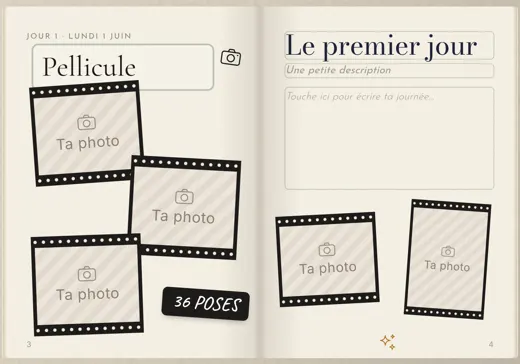 JOUR 1 · LUNDI 1 JUIN
Pellicule
Ta photo
Ta photo
Ta photo
36 POSES
3
Le premier jour
Une petite description
Touche ici pour écrire ta journée…
Ta photo
Ta photo
4